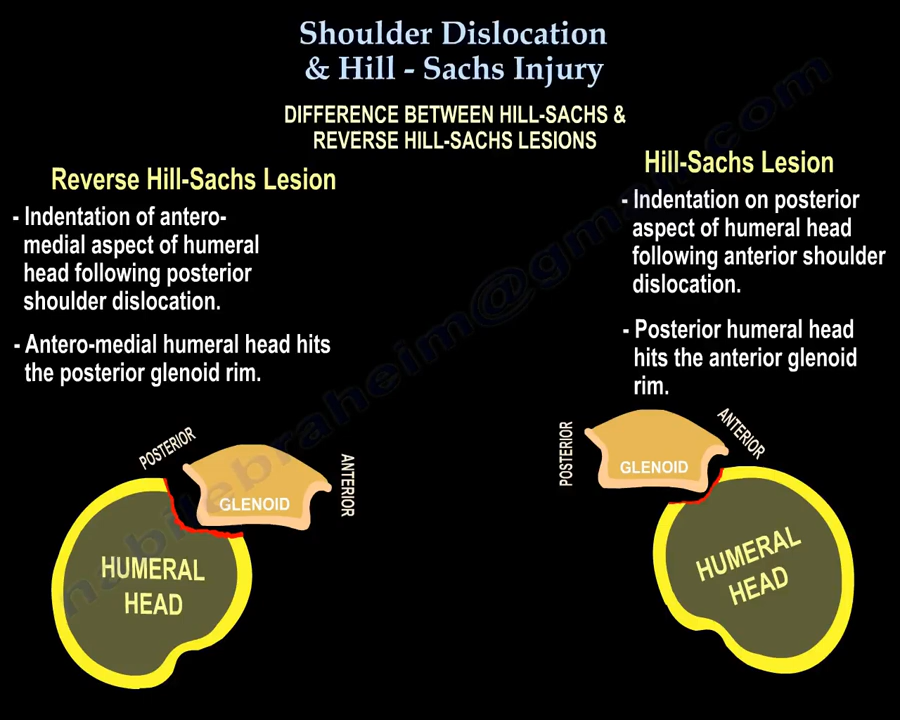 Shoulder Dislocation
& Hill - Sachs Injury
DIFFERENCE BETWEEN HILL-SACHS &
REVERSE HILL-SACHS LESIONS
Reverse Hill-Sachs Lesion
- Indentation of antero-
medial aspect of humeral
head following posterior
shoulder dislocation.
- Antero-medial humeral head hits
the posterior glenoid rim.
POSTERIOR
GLENOID
ANTERIOR
HUMERAL
HEAD
Hill-Sachs Lesion
- Indentation on posterior
aspect of humeral head
following anterior shoulder
dislocation.
- Posterior humeral head
hits the anterior glenoid
rim.
POSTERIOR
GLENOID
ANTERIOR
HUMERAL
HEAD
nabilebraheim@gmail.com